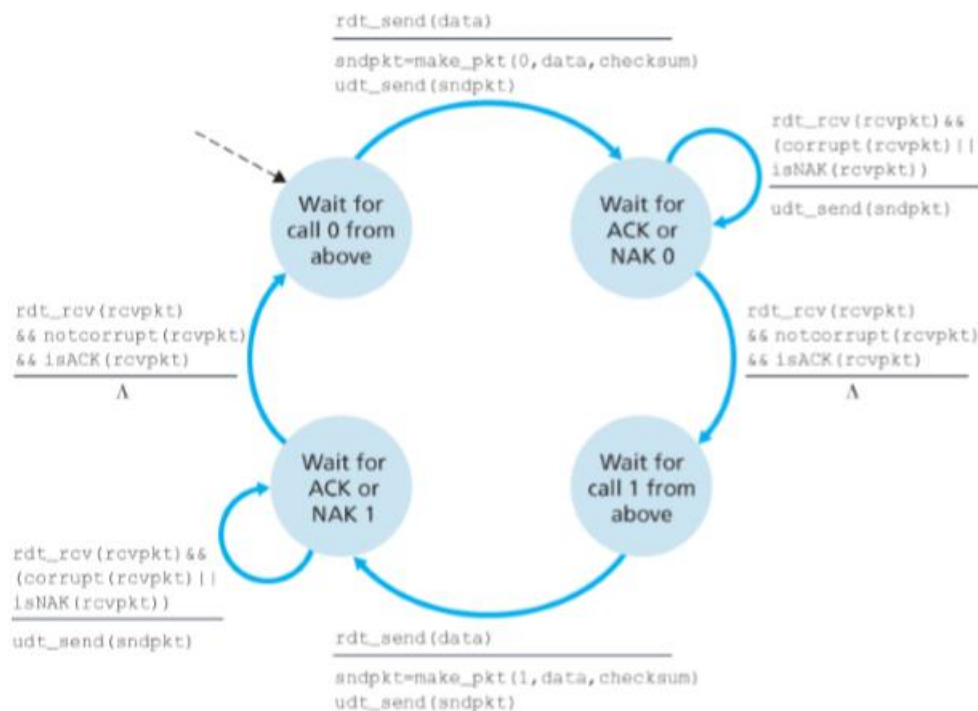 rdt_send(data)
sndpkt=make_pkt(0,data,checksum)
udt_send(sndpkt)
rdt_rcv(rcvpkt)&&
(corrupt(rcvpkt)||
isNAK(rcvpkt))
udt_send(sndpkt)
Wait for
call 0 from
above
Wait for
ACK or
NAK 0
rdt_rcv(rcvpkt)
&& notcorrupt(rcvpkt)
&& isACK(rcvpkt)
Λ
rdt_rcv(rcvpkt)
&& notcorrupt(rcvpkt)
&& isACK(rcvpkt)
Λ
Wait for
ACK or
NAK 1
Wait for
call 1 from
above
rdt_rcv(rcvpkt)&&
(corrupt(rcvpkt)||
isNAK(rcvpkt))
udt_send(sndpkt)
rdt_send(data)
sndpkt=make_pkt(1,data,checksum)
udt_send(sndpkt)